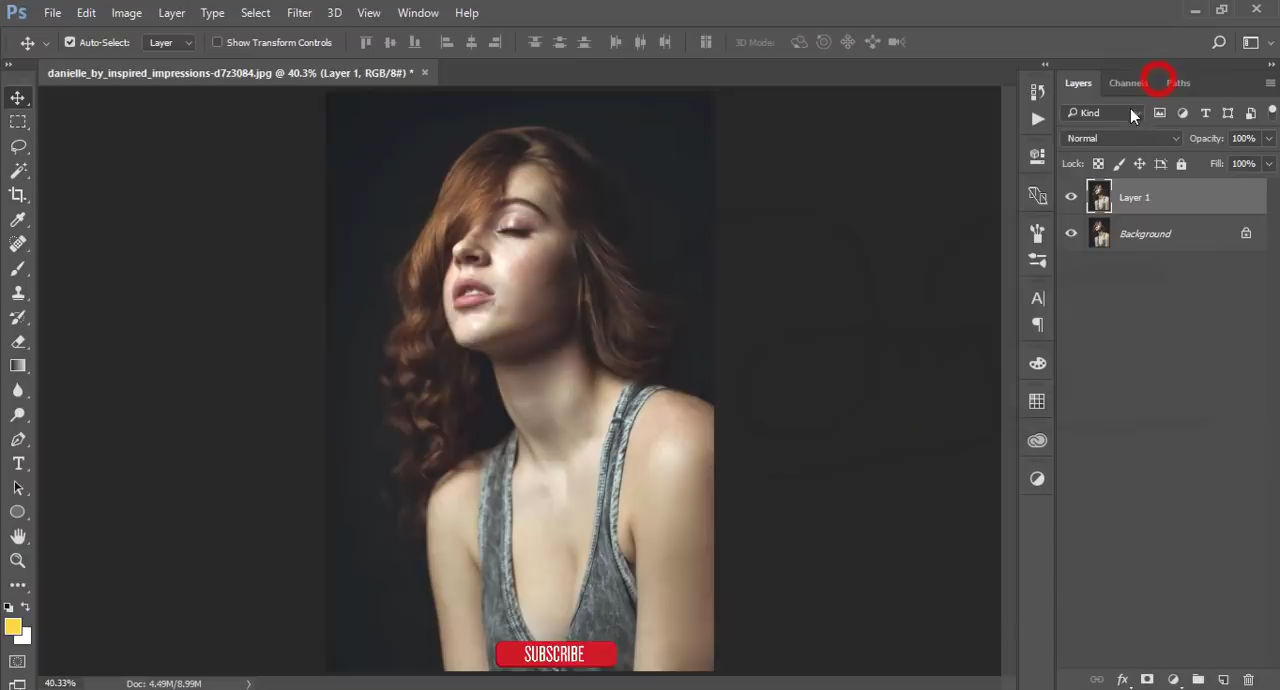 Ps File Edit Image Layer Type Select Filter 3D View Window Help
Auto-Select: Layer Show Transform Controls 3D Mode:
danielle_by_inspired_impressions-d7z3084.jpg @ 40.3% (Layer 1, RGB/8#) * ×
Layers Channels Paths
Kind
Normal Opacity: 100%
Lock: Fill: 100%
Layer 1
Background
SUBSCRIBE
40.33% Doc: 4.49M/8.99M